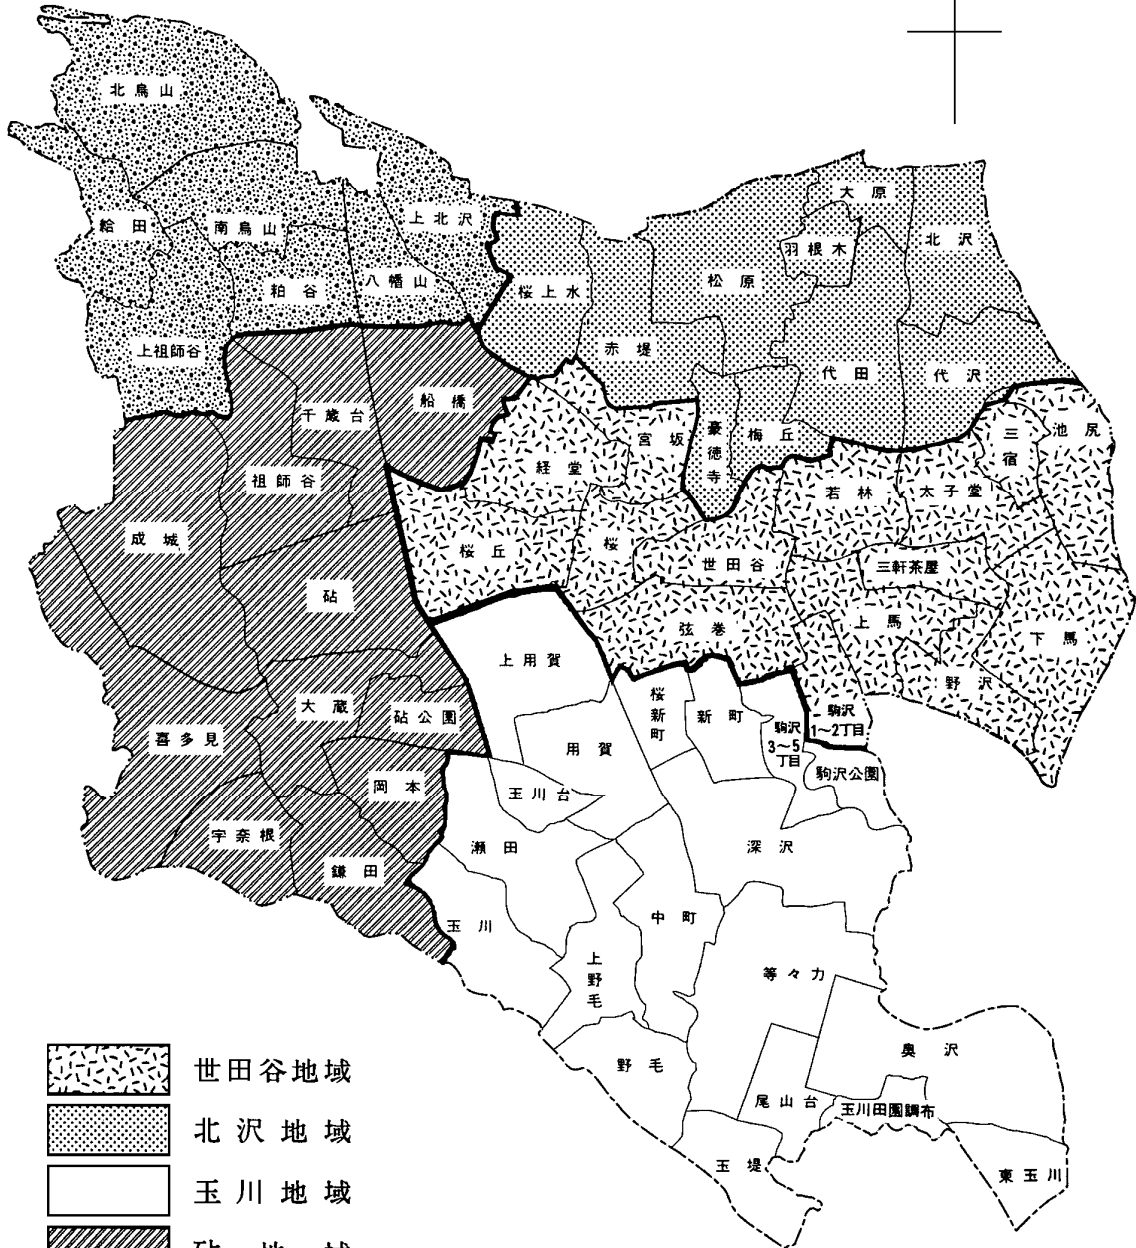 北烏山
給田
南烏山
上北沢
粕谷
八幡山
上祖師谷
桜上水
大原
羽根木
北沢
松原
赤堤
代田
代沢
豪徳寺
梅丘
船橋
千歳台
祖師谷
成城
砧
大蔵
砧公園
喜多見
岡本
宇奈根
鎌田
宮坂
経堂
桜丘
桜
世田谷
若林
太子堂
三宿
池尻
三軒茶屋
弦巻
上馬
下馬
野沢
駒沢
1~2丁目
上用賀
桜新町
新町
駒沢
3~5
丁目
駒沢公園
用賀
玉川台
瀬田
深沢
玉川
中町
上野毛
等々力
野毛
奥沢
尾山台
玉川田園調布
玉堤
東玉川
世田谷地域
北沢地域
玉川地域